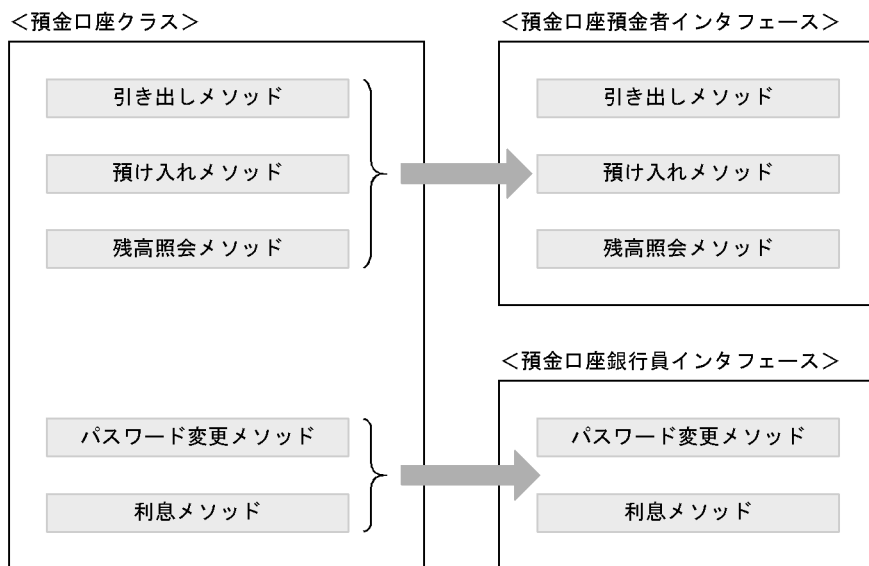 ＜預金口座クラス＞
引き出しメソッド
預け入れメソッド
残高照会メソッド
パスワード変更メソッド
利息メソッド
＜預金口座預金者インタフェース＞
引き出しメソッド
預け入れメソッド
残高照会メソッド
＜預金口座銀行員インタフェース＞
パスワード変更メソッド
利息メソッド